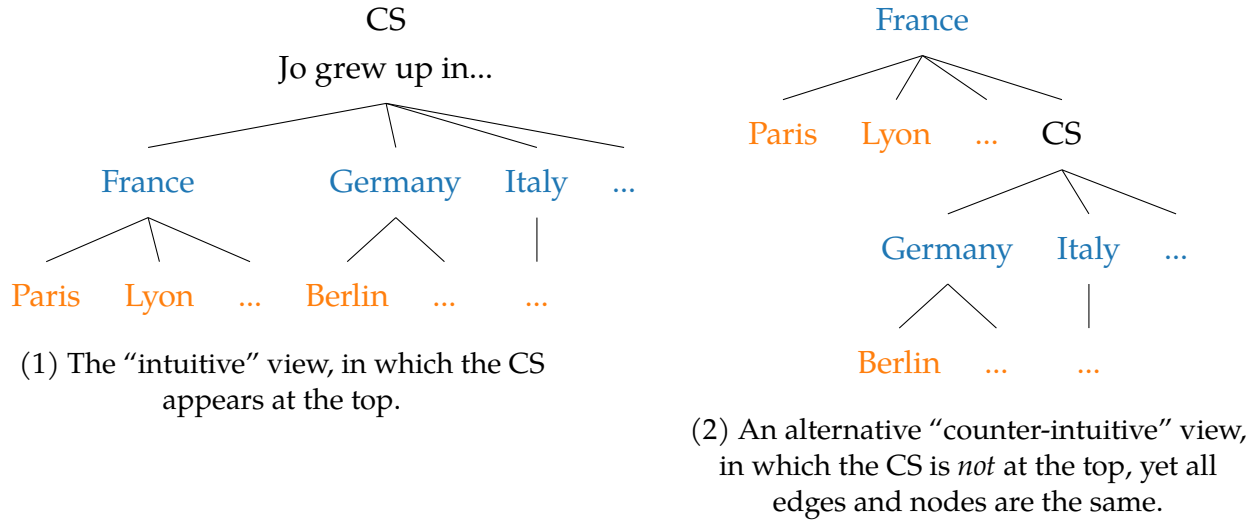 CS
Jo grew up in...
France Germany Italy ...
Paris Lyon ... Berlin ... ...
(1) The “intuitive” view, in which the CS
appears at the top.
France
Paris Lyon ... CS
Germany Italy ...
Berlin ... ...
(2) An alternative “counter-intuitive” view,
in which the CS is not at the top, yet all
edges and nodes are the same.